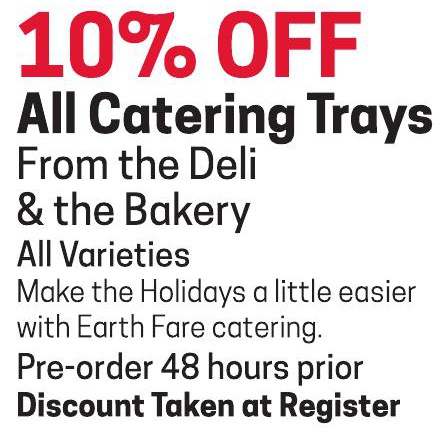 10% OFF
All Catering Trays
From the Deli
& the Bakery
All Varieties
Make the Holidays a little easier
with Earth Fare catering.
Pre-order 48 hours prior
Discount Taken at Register